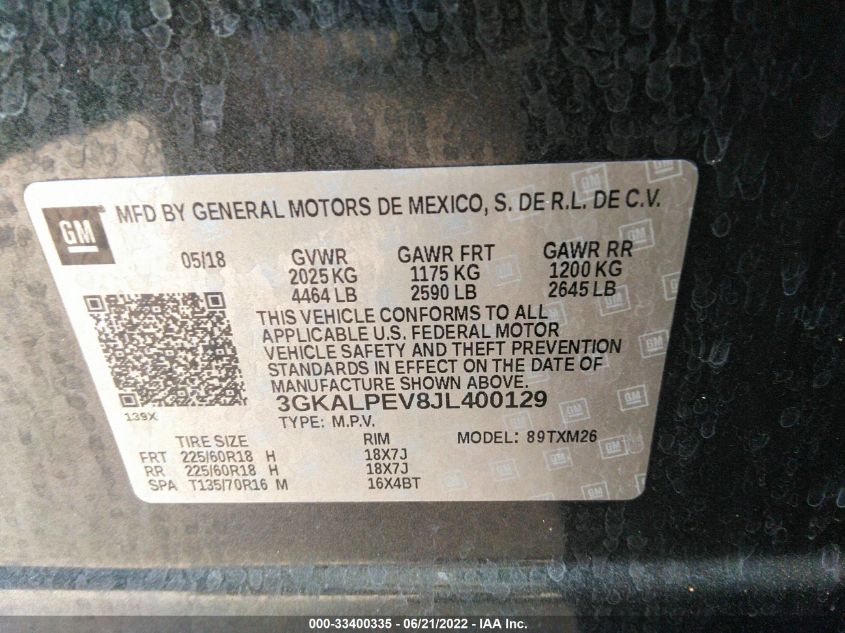 GM MFD BY GENERAL MOTORS DE MEXICO, S. DE R.L. DE C.V.
05/18 GVWR GAWR FRT GAWR RR
2025 KG 1175 KG 1200 KG
4464 LB 2590 LB 2645 LB
THIS VEHICLE CONFORMS TO ALL
APPLICABLE U.S. FEDERAL MOTOR
VEHICLE SAFETY AND THEFT PREVENTION
STANDARDS IN EFFECT ON THE DATE OF
MANUFACTURE SHOWN ABOVE.
3GKALPEV8JL400129
139X
TYPE: M.P.V. MODEL: 89TXM26
TIRE SIZE RIM
FRT 225/60R18 H 18X7J
RR 225/60R18 H 18X7J
SPA T135/70R16 M 16X4BT
000-33400335 - 06/21/2022 - IAA Inc.